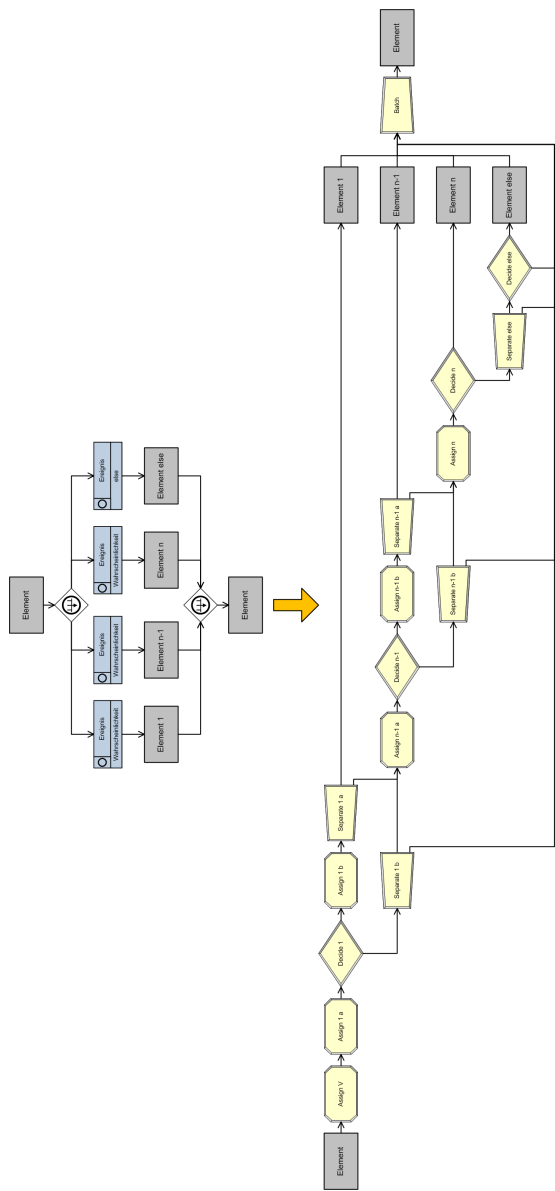 Element
Ereignis
Wahrscheinlichkeit
Ereignis
Wahrscheinlichkeit
Ereignis
Wahrscheinlichkeit
Ereignis
else
Element 1
Element n-1
Element n
Element else
Element
Element
Assign V
Assign 1 a
Decide 1
Assign 1 b
Separate 1 a
Separate 1 b
Assign n-1 a
Decide n-1
Assign n-1 b
Separate n-1 a
Separate n-1 b
Assign n
Decide n
Separate else
Decide else
Element 1
Element n-1
Element n
Element else
Batch
Element